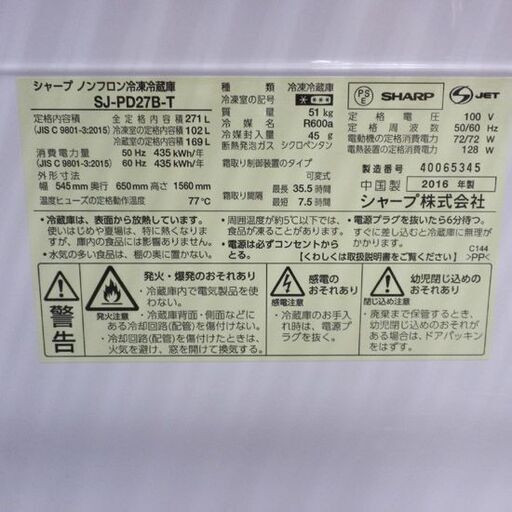 シャープ ノンフロン冷凍冷蔵庫
SJ-PD27B-T
定格内容積 全定格内容積 271 L
(JIS C 9801-3:2015) 冷凍室の定格内容積 102 L
冷蔵室の定格内容積 169 L
消費電力量 50 Hz 435 kWh/年
(JIS C 9801-3:2015) 60 Hz 435 kWh/年
外形寸法
幅 545mm 奥行 650mm 高さ 1560mm
温度ヒューズの定格動作温度 77℃
種類 冷凍冷蔵庫
冷凍室の記号
質量 51 kg
冷媒名 R600a
冷媒封入量 45 g
断熱発泡ガス シクロペンタン
霜取り制御装置のタイプ
可変式
霜取り間隔 最長 35.5 時間
最短 7.5 時間
PS
E
SHARP
S JET
定格電圧 100 V
定格周波数 50/60 Hz
電動機の定格消費電力 72/72 W
電熱装置の定格消費電力 128 W
製造番号 40065345
中国製 2016 年製
シャープ株式会社
• 冷蔵庫は、表面から放熱しています。
使いはじめや夏場は、特に熱くなりますが、庫内の食品には影響ありません。
• 水気の多い食品は、棚の奥に置かない。
• 周囲温度が約5℃以下では、食品が凍ることがあります。
• 電源は必ずコンセントからとる。
• 電源プラグを抜いたら6分待つ。
すぐに差し込むと冷却に無理がかかります。
【くわしくは取扱説明書をご覧ください】
C144
>PP<
警告
発火・爆発のおそれあり
発火注意
• 冷蔵庫内で電気製品を使わない。
• 冷蔵庫背面・側面などにある冷却回路(配管)を傷付けない。
• 冷却回路(配管)を傷付けたときは、火気を避け、窓を開けて換気。
感電のおそれあり
感電注意
• 冷蔵庫のお手入れ時は、電源プラグを抜く。
幼児閉じ込めのおそれあり
閉じ込め注意
• 廃棄まで保管するとき、幼児閉じ込めのおそれがある場合は、ドアパッキンをはずす。